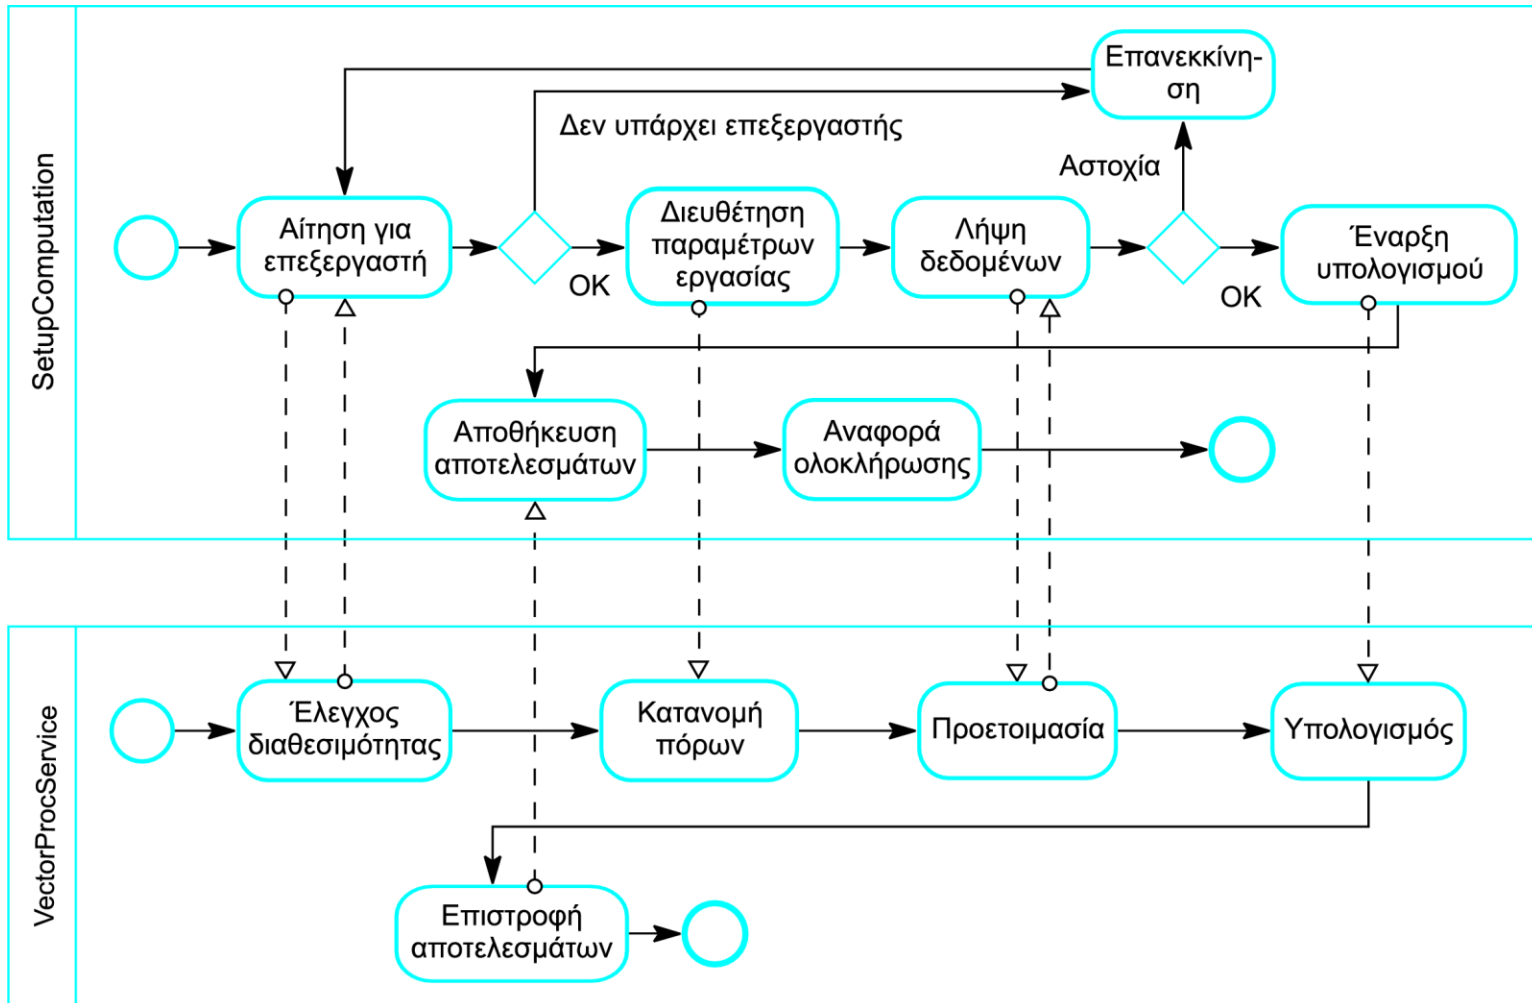 SetupComputation
Επανεκκίνη-
ση
Δεν υπάρχει επεξεργαστής
Αστοχία
Αίτηση για
επεξεργαστή
OK
Διευθέτηση
παραμέτρων
εργασίας
Λήψη
δεδομένων
OK
Έναρξη
υπολογισμού
Αποθήκευση
αποτελεσμάτων
Αναφορά
ολοκλήρωσης
VectorProcService
Έλεγχος
διαθεσιμότητας
Κατανομή
πόρων
Προετοιμασία
Υπολογισμός
Επιστροφή
αποτελεσμάτων